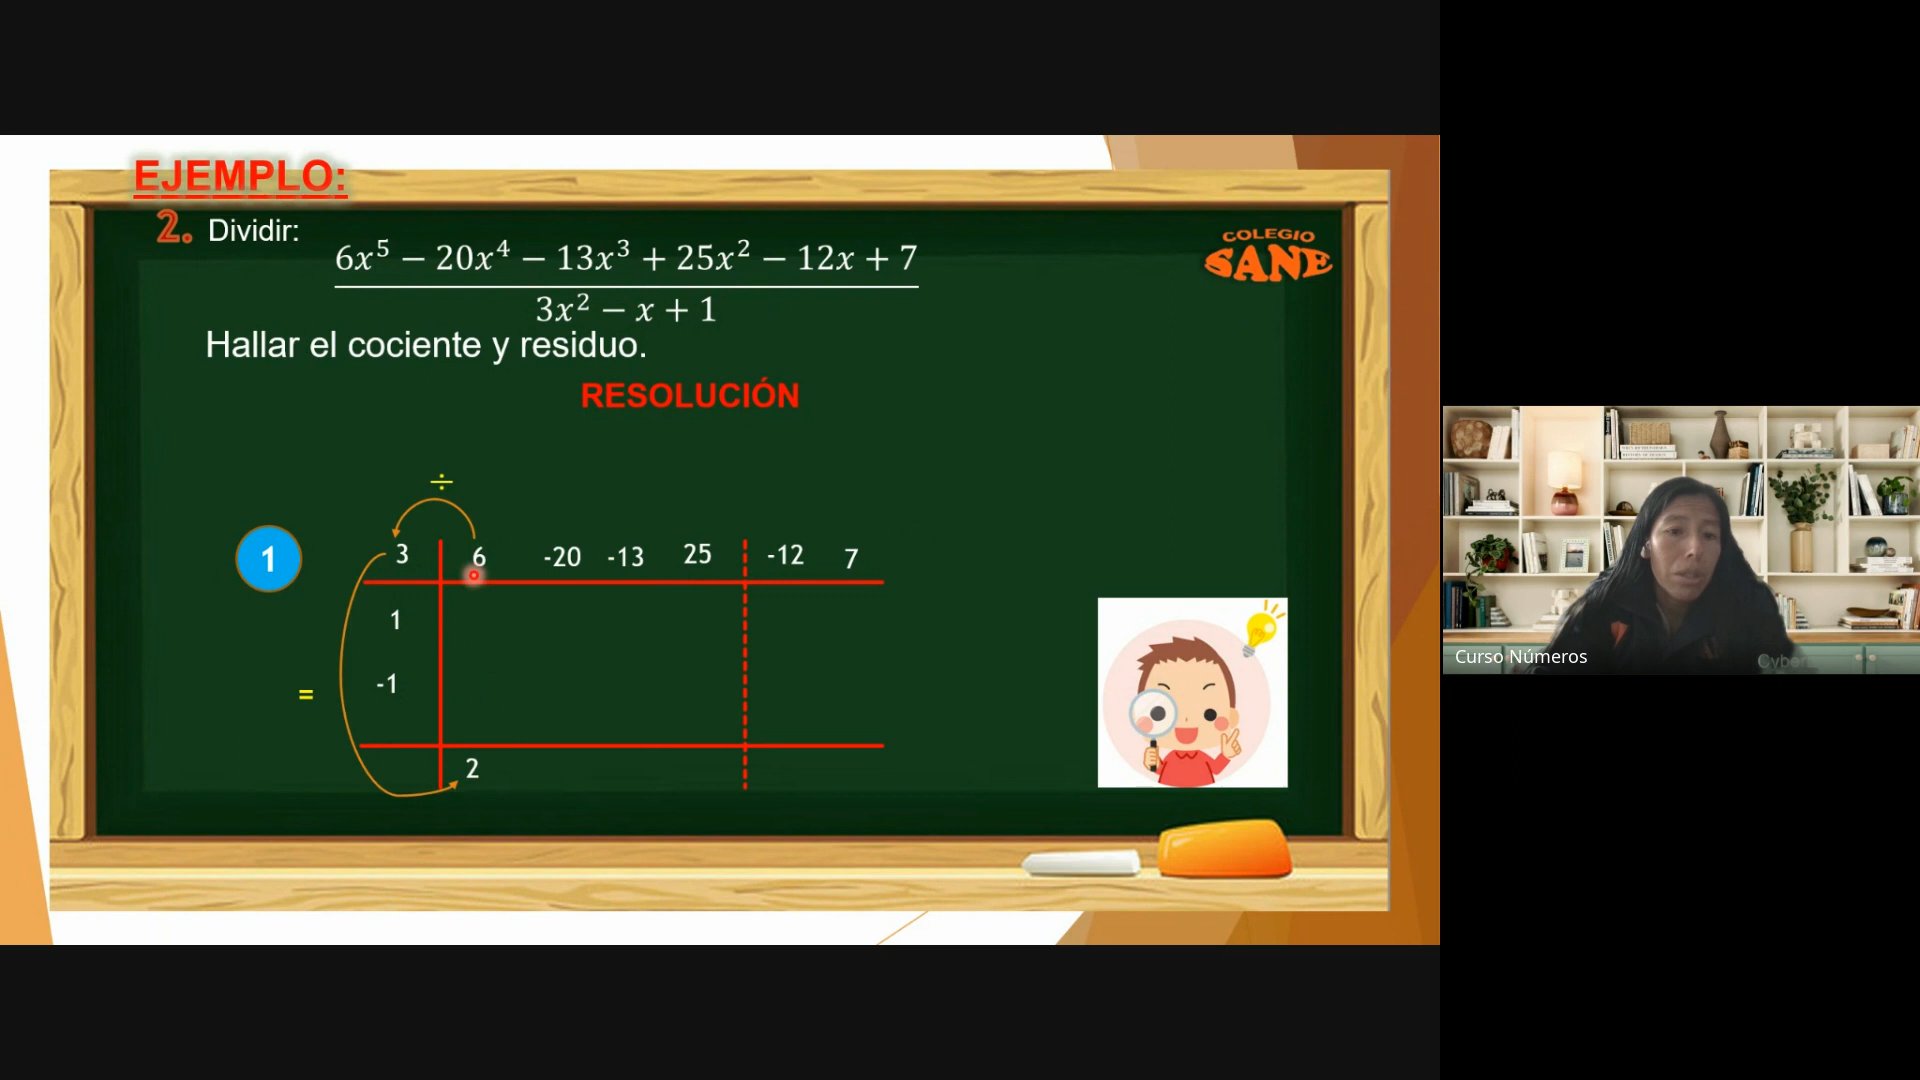 EJEMPLO:
2. Dividir:
6x⁵ − 20x⁴ − 13x³ + 25x² − 12x + 7
3x² − x + 1
Hallar el cociente y residuo.
RESOLUCIÓN
COLEGIO
SANE
÷
1
3 6 -20 -13 25 -12 7
1
-1
=
2
Curso Números